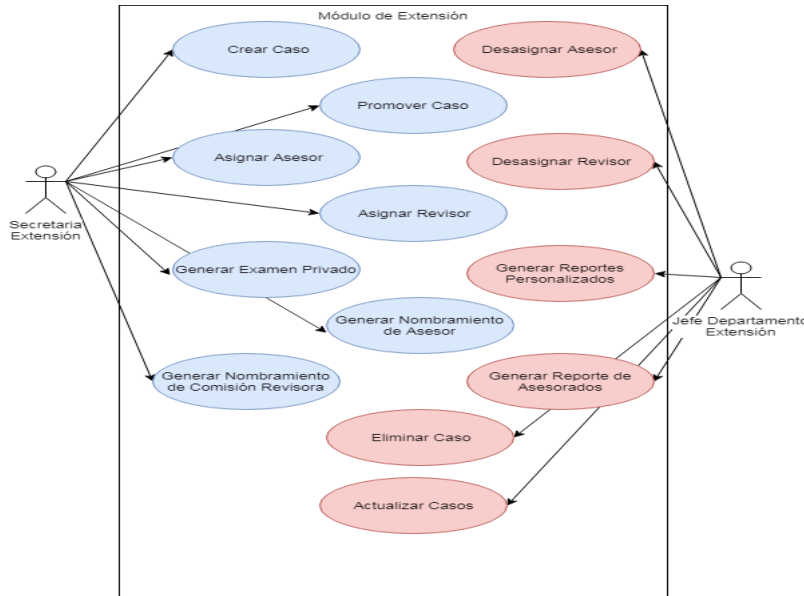 Módulo de Extensión
Crear Caso
Desasignar Asesor
Promover Caso
Asignar Asesor
Desasignar Revisor
Secretaria
Extensión
Asignar Revisor
Generar Examen Privado
Generar Reportes
Personalizados
Generar Nombramiento
de Asesor
Jefe Departamento
Extensión
Generar Nombramiento
de Comisión Revisora
Generar Reporte de
Asesorados
Eliminar Caso
Actualizar Casos